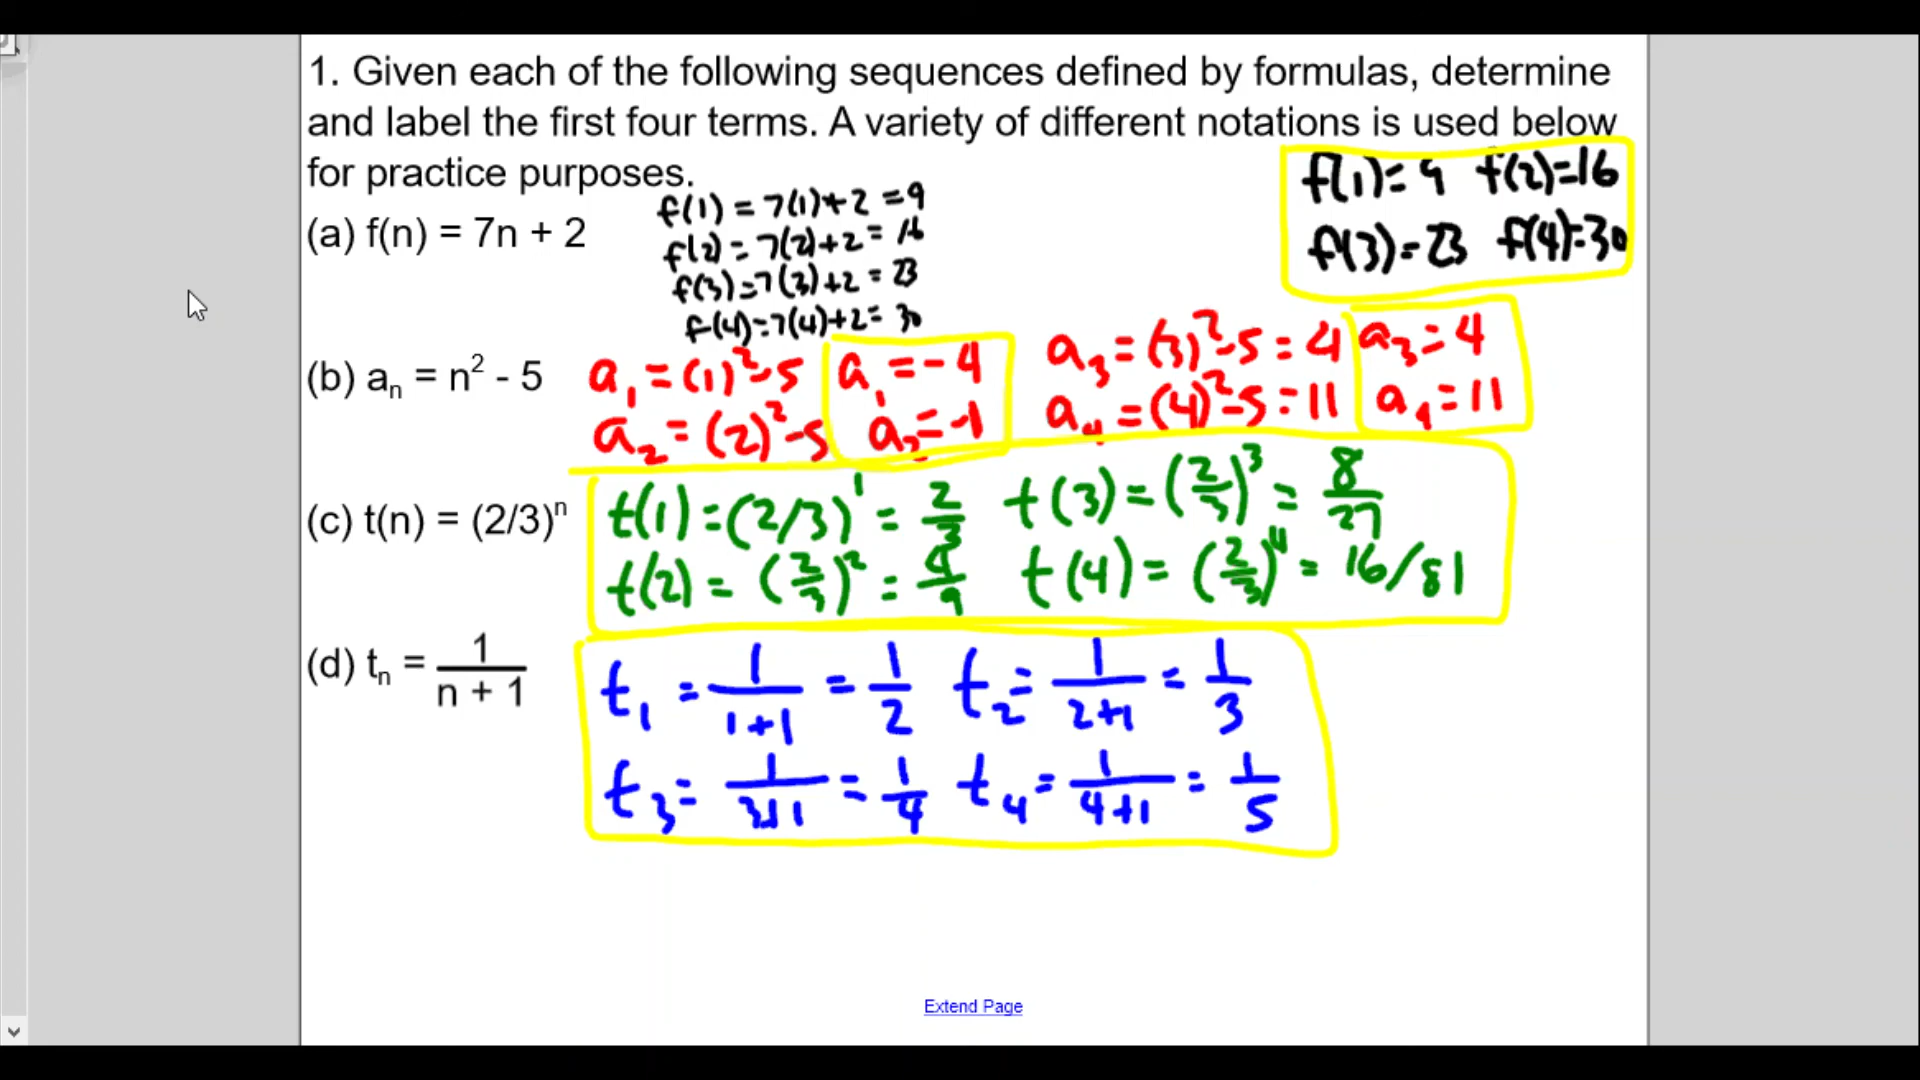 1. Given each of the following sequences defined by formulas, determine
and label the first four terms. A variety of different notations is used below
for practice purposes.
f(1)=9 f(2)=16
f(3)=23 f(4)=30
(a) f(n) = 7n + 2
f(1) = 7(1)+2 = 9
f(2) = 7(2)+2 = 16
f(3)=7(3)+2 = 23
f(4)=7(4)+2= 30
(b) aₙ = n² - 5
a₁ = (1)²-5 a₁ = -4 a₃ = (3)²-5 = 4 a₃ = 4
a₂ = (2)²-5 a₂ = -1 a₄ = (4)²-5 = 11 a₄ = 11
(c) t(n) = (2/3)ⁿ
t(1) = (2/3)¹ = 2/3 t(3) = (2/3)³ = 8/27
t(2) = (2/3)² = 4/9 t(4) = (2/3)⁴ = 16/81
(d) tₙ = 1/(n + 1)
t₁ = 1/(1+1) = 1/2 t₂ = 1/(2+1) = 1/3
t₃ = 1/(3+1) = 1/4 t₄ = 1/(4+1) = 1/5
Extend Page